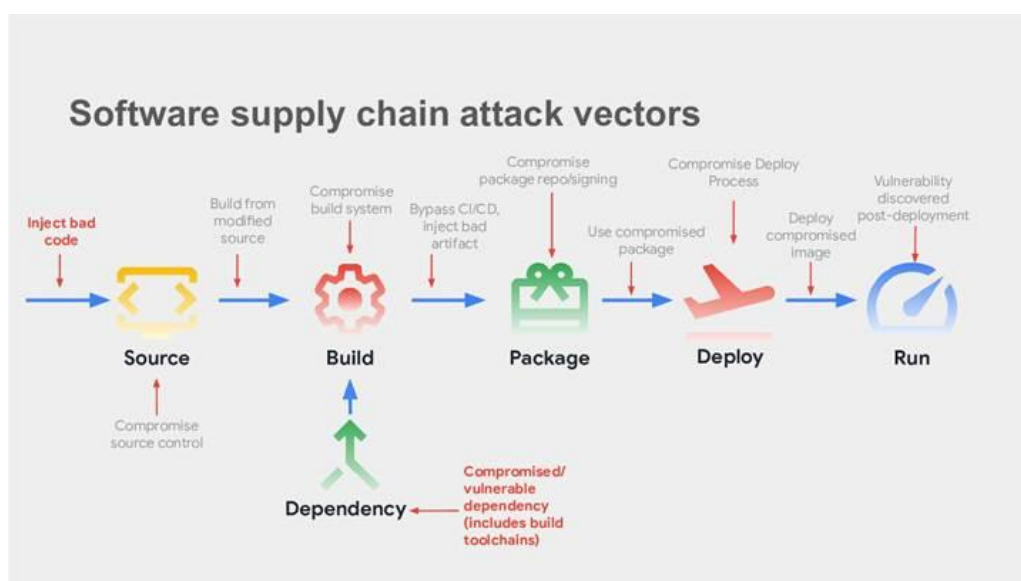 Software supply chain attack vectors
Inject bad
code
Build from
modified
source
Compromise
build system
Bypass CI/CD,
inject bad
artifact
Compromise
package repo/signing
Use compromised
package
Compromise Deploy
Process
Deploy
compromised
Image
Vulnerability
discovered
post-deployment
Source
Build
Package
Deploy
Run
Compromise
source control
Dependency
Compromised/
vulnerable
dependency
(includes build
toolchains)